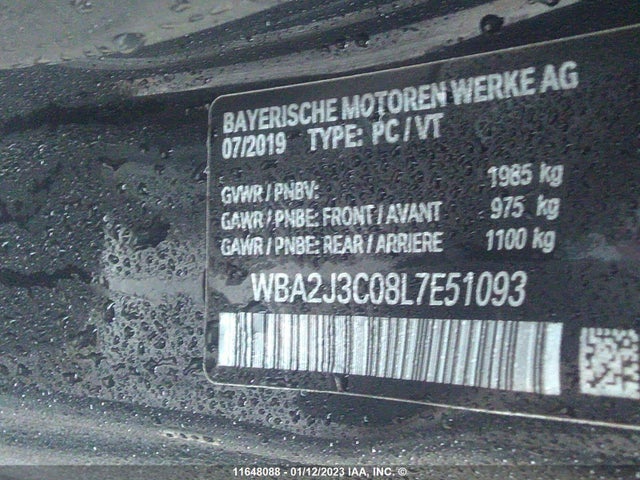 BAYERISCHE MOTOREN WERKE AG
07/2019 TYPE: PC / VT
GVWR / PNBV: 1985 kg
GAWR / PNBE: FRONT / AVANT 975 kg
GAWR / PNBE: REAR / ARRIERE 1100 kg
WBA2J3C08L7E51093
11648088 - 01/12/2023 IAA, INC. ©